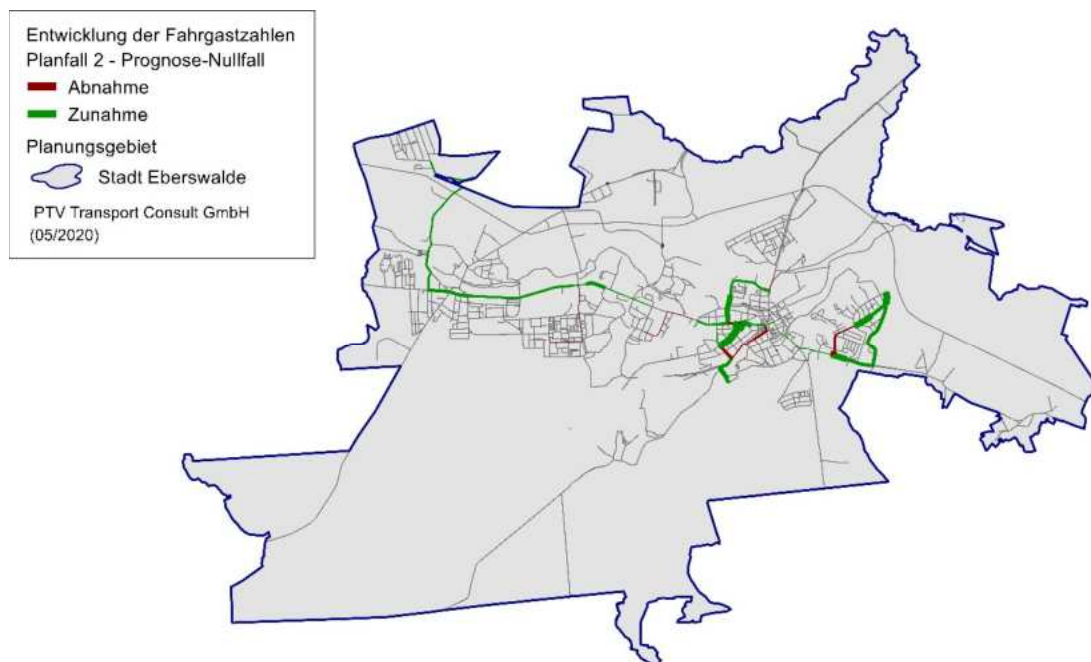 Entwicklung der Fahrgastzahlen
Planfall 2 - Prognose-Nullfall
Abnahme
Zunahme
Planungsgebiet
Stadt Eberswalde
PTV Transport Consult GmbH
(05/2020)